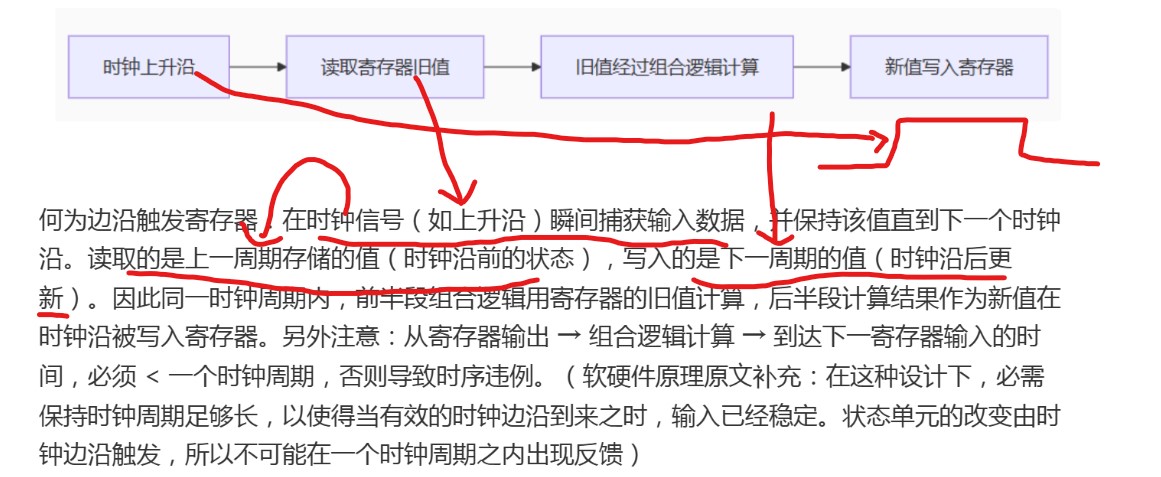 时钟上升沿
读取寄存器旧值
旧值经过组合逻辑计算
新值写入寄存器
何为边沿触发寄存器：在时钟信号（如上升沿）瞬间捕获输入数据，并保持该值直到下一个时钟
沿。读取的是上一周期存储的值（时钟沿前的状态），写入的是下一周期的值（时钟沿后更
新）。因此同一时钟周期内，前半段组合逻辑用寄存器的旧值计算，后半段计算结果作为新值在
时钟沿被写入寄存器。另外注意：从寄存器输出 → 组合逻辑计算 → 到达下一寄存器输入的时
间，必须 < 一个时钟周期，否则导致时序违例。（软硬件原理原文补充：在这种设计下，必需
保持时钟周期足够长，以使得当有效的时钟边沿到来之时，输入已经稳定。状态单元的改变由时
钟边沿触发，所以不可能在一个时钟周期之内出现反馈）